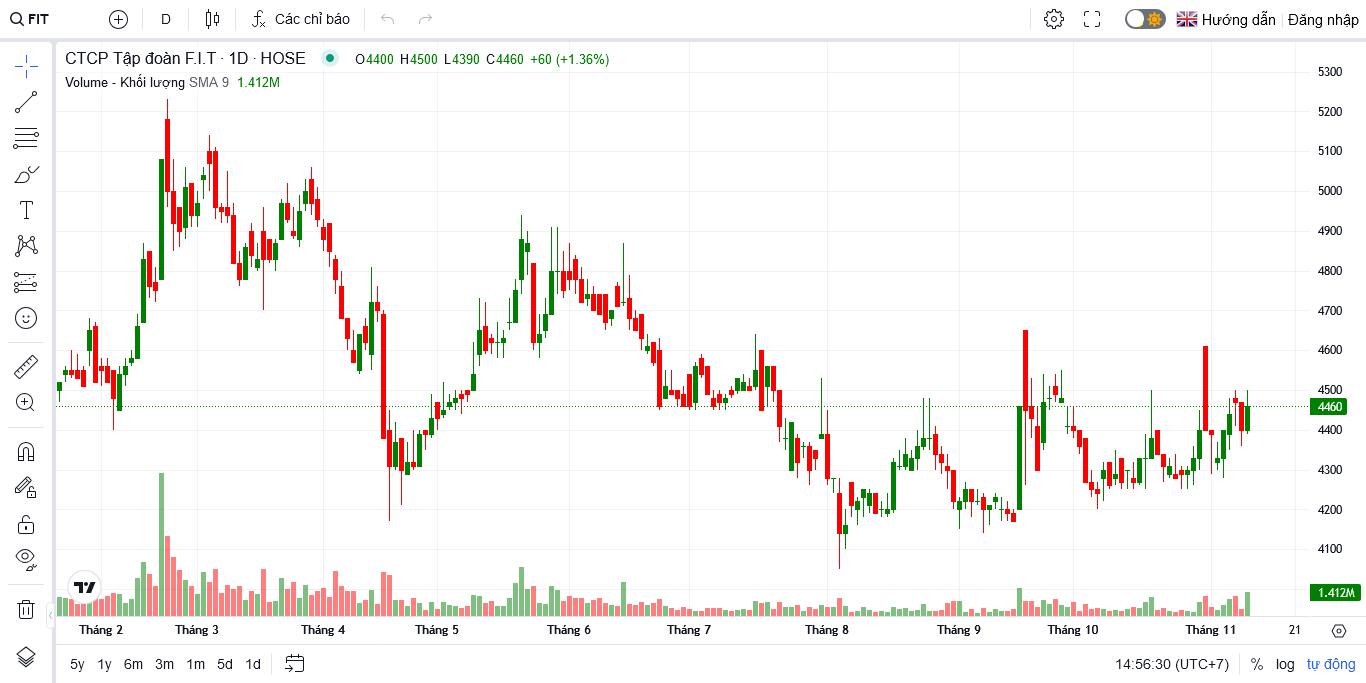 FIT D Các chỉ báo Hướng dẫn Đăng nhập
CTCP Tập đoàn F.I.T · 1D · HOSE O4400 H4500 L4390 C4460 +60 (+1.36%)
Volume - Khối lượng SMA 9 1.412M
5300
5200
5100
5000
4900
4800
4700
4600
4500
4460
4400
4300
4200
4100
1.412M
Tháng 2 Tháng 3 Tháng 4 Tháng 5 Tháng 6 Tháng 7 Tháng 8 Tháng 9 Tháng 10 Tháng 11 21
5y 1y 6m 3m 1m 5d 1d 14:56:30 (UTC+7) % log tự động